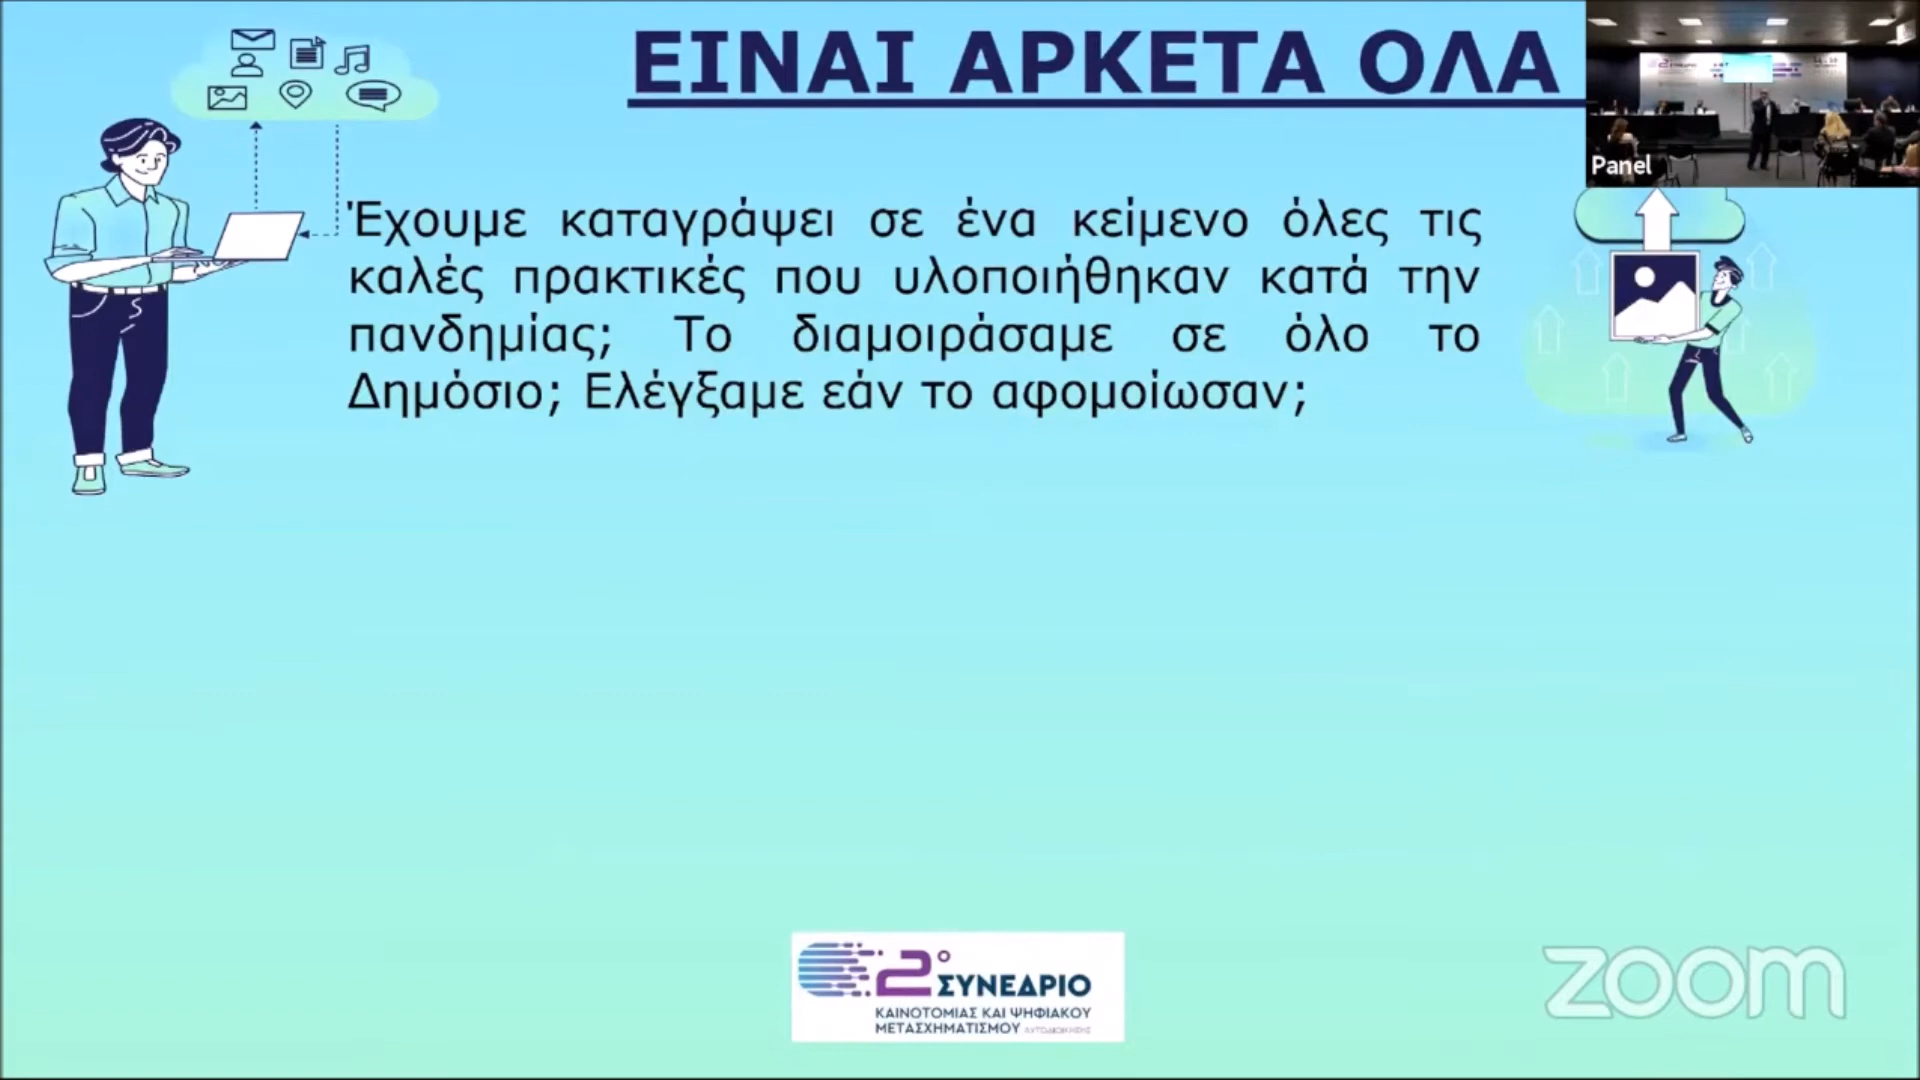 ΕΙΝΑΙ ΑΡΚΕΤΑ ΟΛΑ
Panel
Έχουμε καταγράψει σε ένα κείμενο όλες τις
καλές πρακτικές που υλοποιήθηκαν κατά την
πανδημίας; Το διαμοιράσαμε σε όλο το
Δημόσιο; Ελέγξαμε εάν το αφομοίωσαν;
2° ΣΥΝΕΔΡΙΟ
ΚΑΙΝΟΤΟΜΙΑΣ ΚΑΙ ΨΗΦΙΑΚΟΥ
ΜΕΤΑΣΧΗΜΑΤΙΣΜΟΥ ΑΥΤΟΔΙΟΙΚΗΣΗΣ
zoom